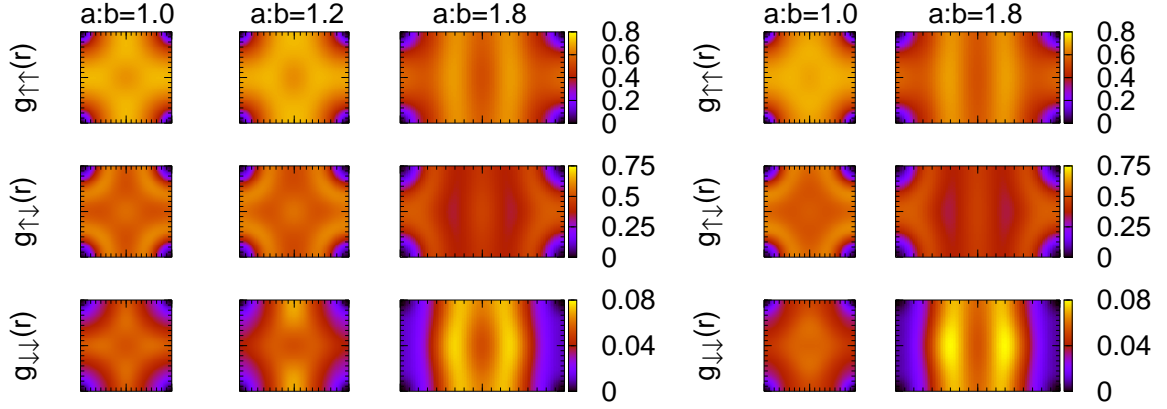 a:b=1.0 a:b=1.2 a:b=1.8 a:b=1.0 a:b=1.8
g↑↑(r) 0.8 0.6 0.4 0.2 0 g↑↑(r) 0.8 0.6 0.4 0.2 0
g↑↓(r) 0.75 0.5 0.25 0 g↑↓(r) 0.75 0.5 0.25 0
g↓↓(r) 0.08 0.04 0 g↓↓(r) 0.08 0.04 0